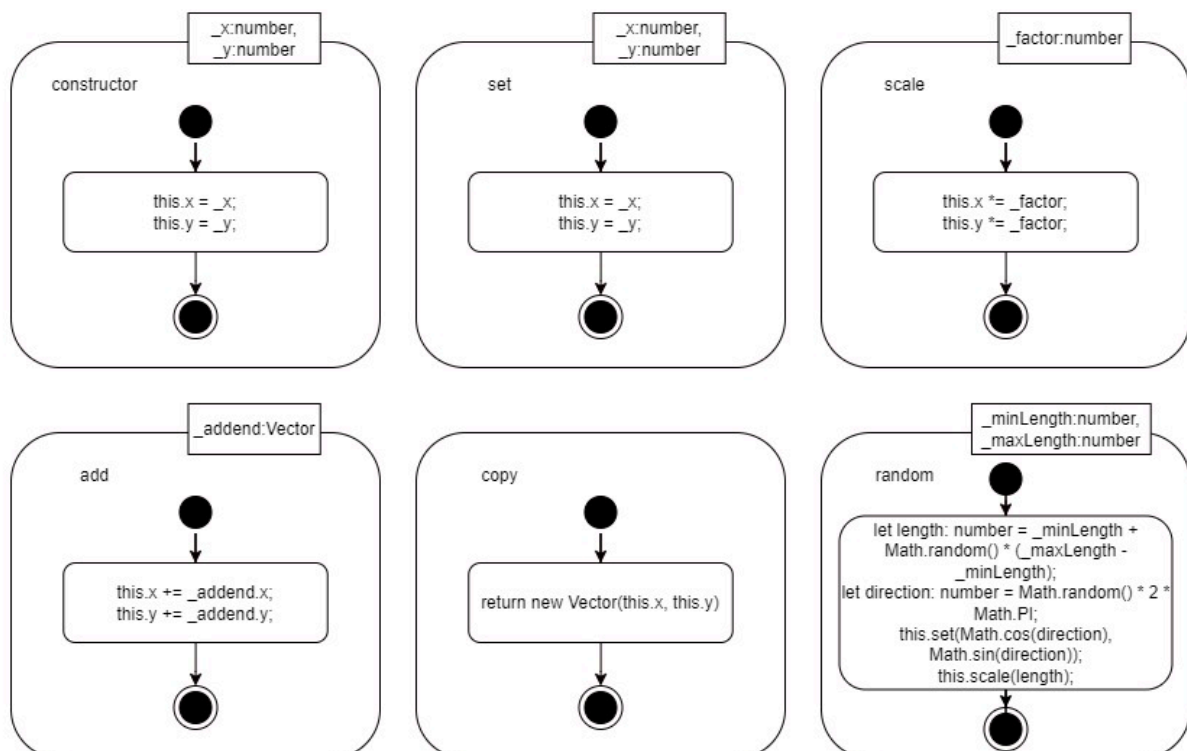 _x:number,
_y:number
constructor
this.x = _x;
this.y = _y;
_x:number,
_y:number
set
this.x = _x;
this.y = _y;
_factor:number
scale
this.x *= _factor;
this.y *= _factor;
_addend:Vector
add
this.x += _addend.x;
this.y += _addend.y;
copy
return new Vector(this.x, this.y)
_minLength:number,
_maxLength:number
random
let length: number = _minLength +
Math.random() * (_maxLength -
_minLength);
let direction: number = Math.random() * 2 *
Math.PI;
this.set(Math.cos(direction),
Math.sin(direction));
this.scale(length);